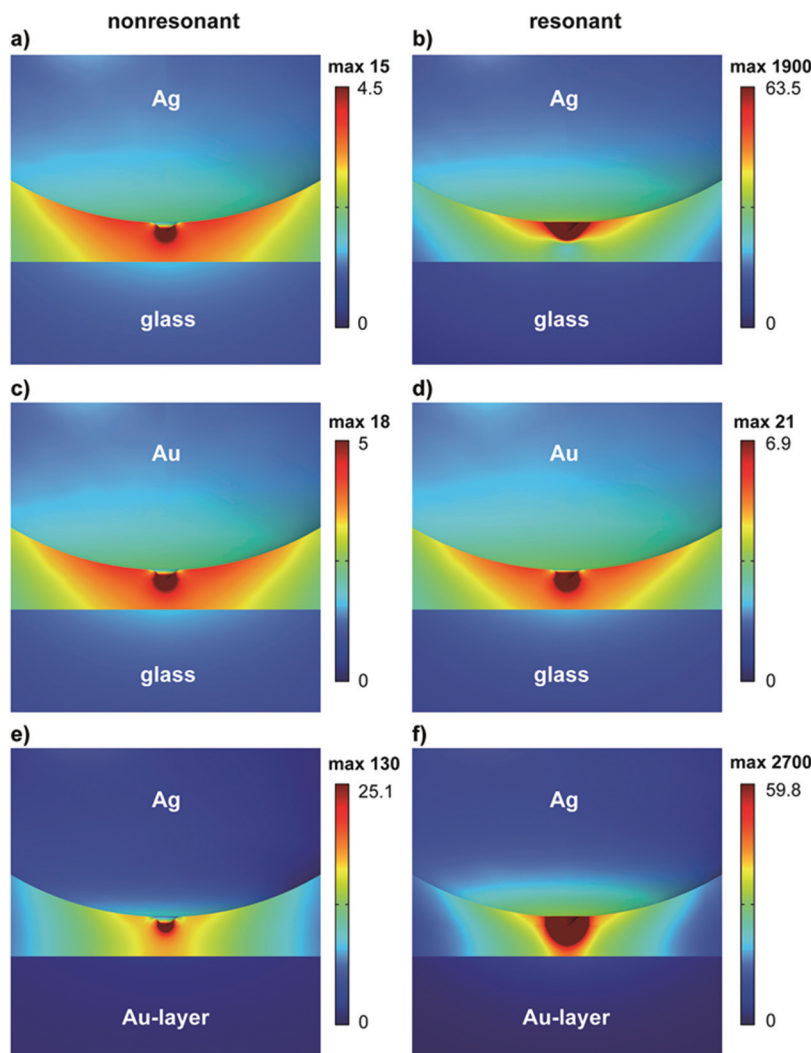 nonresonant
resonant
a)
max 15
4.5
Ag
glass
0
b)
max 1900
63.5
Ag
glass
0
c)
max 18
5
Au
glass
0
d)
max 21
6.9
Au
glass
0
e)
max 130
25.1
Ag
Au-layer
0
f)
max 2700
59.8
Ag
Au-layer
0